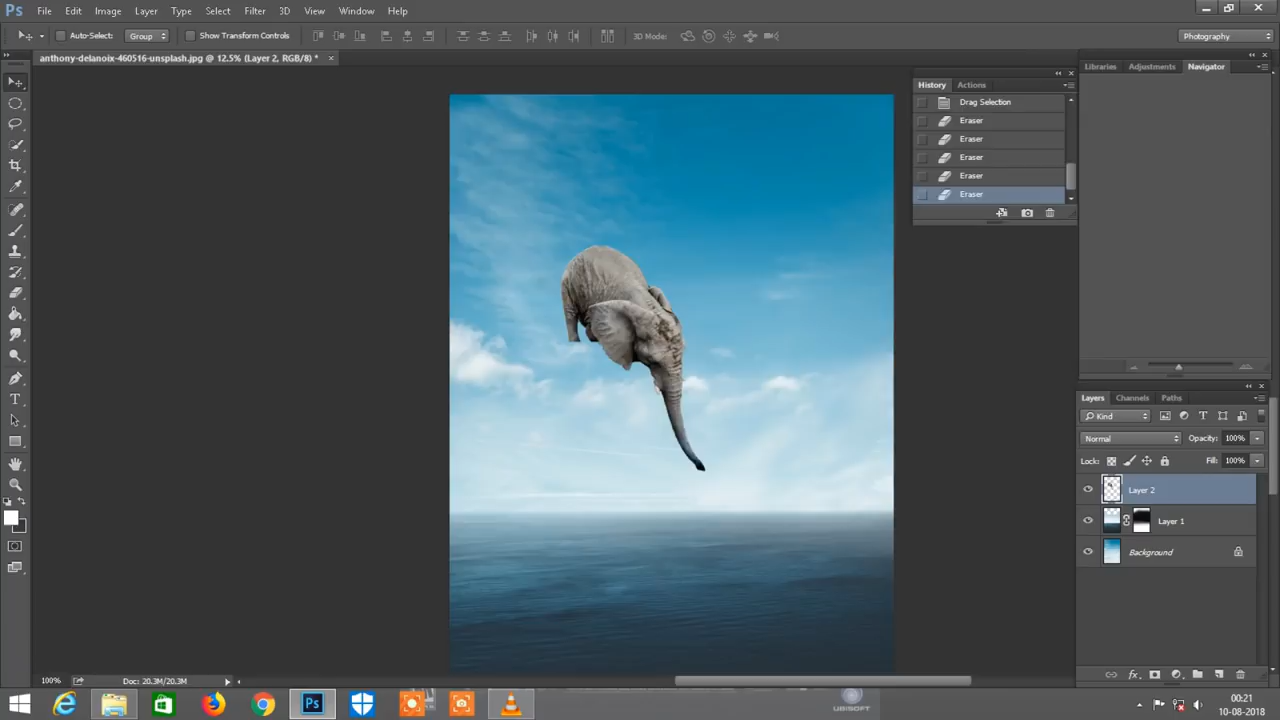 Ps File Edit Image Layer Type Select Filter 3D View Window Help
Auto-Select: Group Show Transform Controls 3D Mode: Photography
anthony-delanoix-460516-unsplash.jpg @ 12.5% (Layer 2, RGB/8) *
Libraries Adjustments Navigator
History Actions
Drag Selection
Eraser
Eraser
Eraser
Eraser
Eraser
Layers Channels Paths
Kind
Normal Opacity: 100%
Lock: Fill: 100%
Layer 2
Layer 1
Background
100% Doc: 20.3M/20.3M
Ps
UBISOFT
00:21
10-08-2018